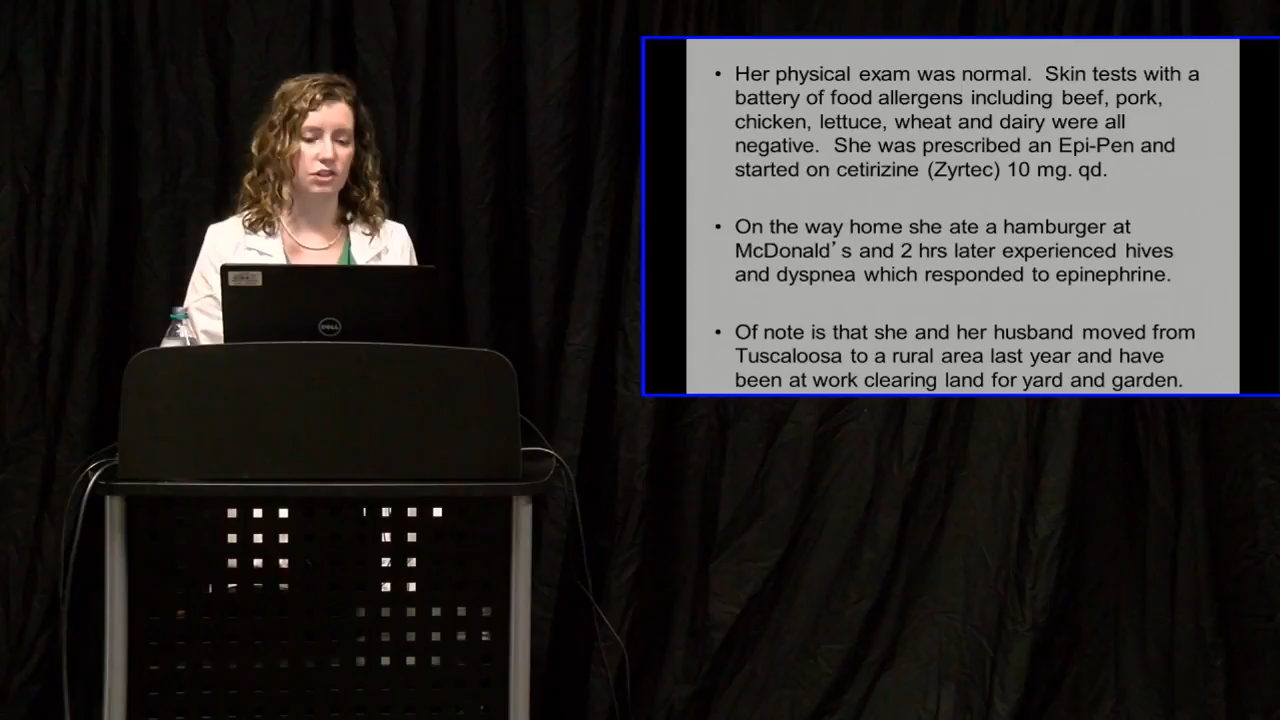 • Her physical exam was normal.  Skin tests with a
battery of food allergens including beef, pork,
chicken, lettuce, wheat and dairy were all
negative.  She was prescribed an Epi-Pen and
started on cetirizine (Zyrtec) 10 mg. qd.
• On the way home she ate a hamburger at
McDonald’s and 2 hrs later experienced hives
and dyspnea which responded to epinephrine.
• Of note is that she and her husband moved from
Tuscaloosa to a rural area last year and have
been at work clearing land for yard and garden.
DELL